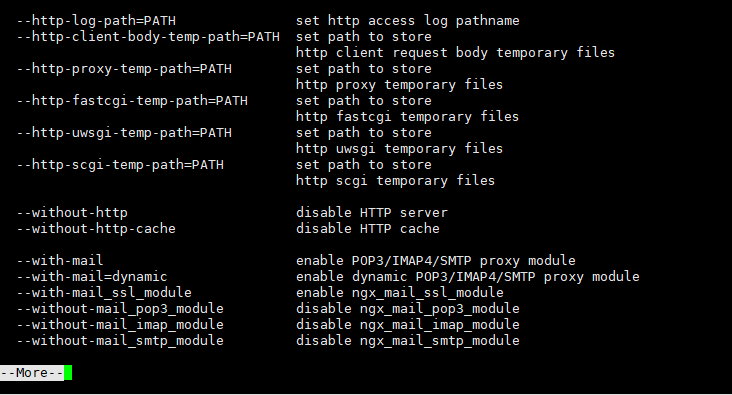 --http-log-path=PATH set http access log pathname
--http-client-body-temp-path=PATH set path to store
http client request body temporary files
--http-proxy-temp-path=PATH set path to store
http proxy temporary files
--http-fastcgi-temp-path=PATH set path to store
http fastcgi temporary files
--http-uwsgi-temp-path=PATH set path to store
http uwsgi temporary files
--http-scgi-temp-path=PATH set path to store
http scgi temporary files
--without-http disable HTTP server
--without-http-cache disable HTTP cache
--with-mail enable POP3/IMAP4/SMTP proxy module
--with-mail=dynamic enable dynamic POP3/IMAP4/SMTP proxy module
--with-mail_ssl_module enable ngx_mail_ssl_module
--without-mail_pop3_module disable ngx_mail_pop3_module
--without-mail_imap_module disable ngx_mail_imap_module
--without-mail_smtp_module disable ngx_mail_smtp_module
--More--